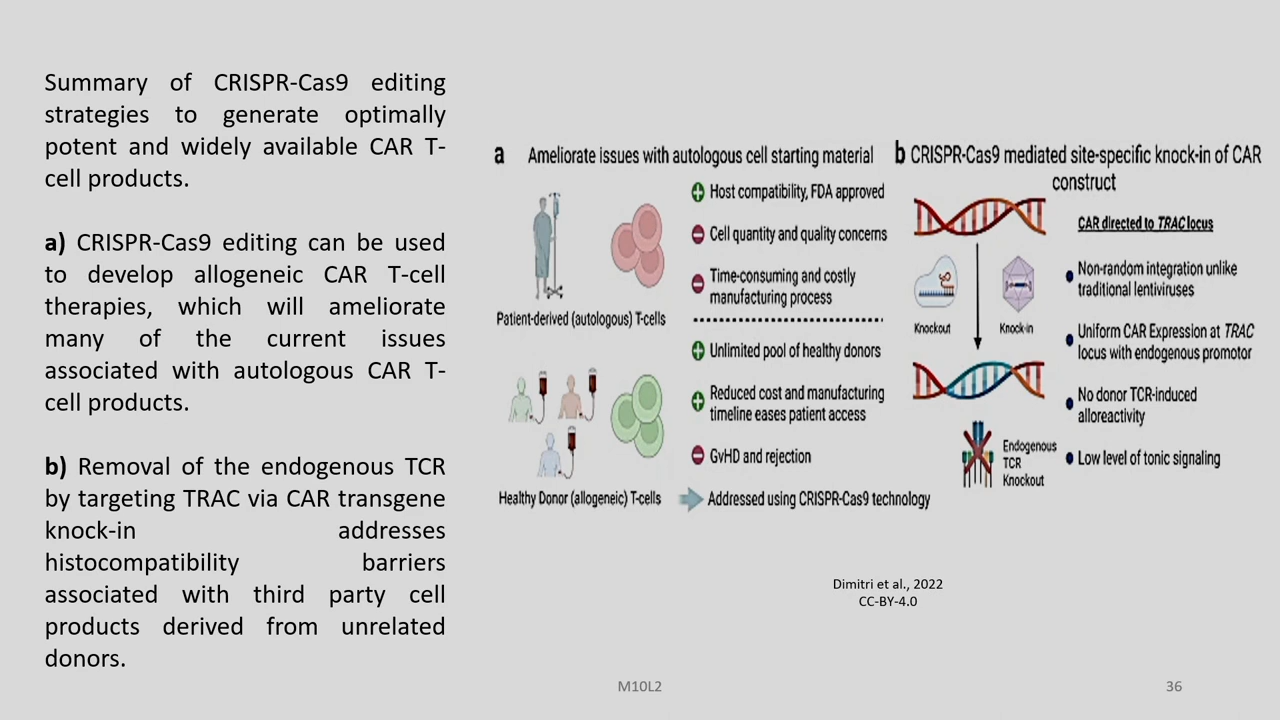 Summary of CRISPR-Cas9 editing
strategies to generate optimally
potent and widely available CAR T-
cell products.
a) CRISPR-Cas9 editing can be used
to develop allogeneic CAR T-cell
therapies, which will ameliorate
many of the current issues
associated with autologous CAR T-
cell products.
b) Removal of the endogenous TCR
by targeting TRAC via CAR transgene
knock-in addresses
histocompatibility barriers
associated with third party cell
products derived from unrelated
donors.
a Ameliorate issues with autologous cell starting material
Host compatibility, FDA approved
Cell quantity and quality concerns
Time-consuming and costly
manufacturing process
Patient-derived (autologous) T-cells
Unlimited pool of healthy donors
Reduced cost and manufacturing
timeline eases patient access
GvHD and rejection
Healthy Donor (allogeneic) T-cells
Addressed using CRISPR-Cas9 technology
b CRISPR-Cas9 mediated site-specific knock-in of CAR
construct
CAR directed to TRAC locus
Knockout
Knock-in
Non-random integration unlike
traditional lentiviruses
Uniform CAR Expression at TRAC
locus with endogenous promotor
No donor TCR-induced
alloreactivity
Low level of tonic signaling
Endogenous
TCR
Knockout
Dimitri et al., 2022
CC-BY-4.0
M10L2
36